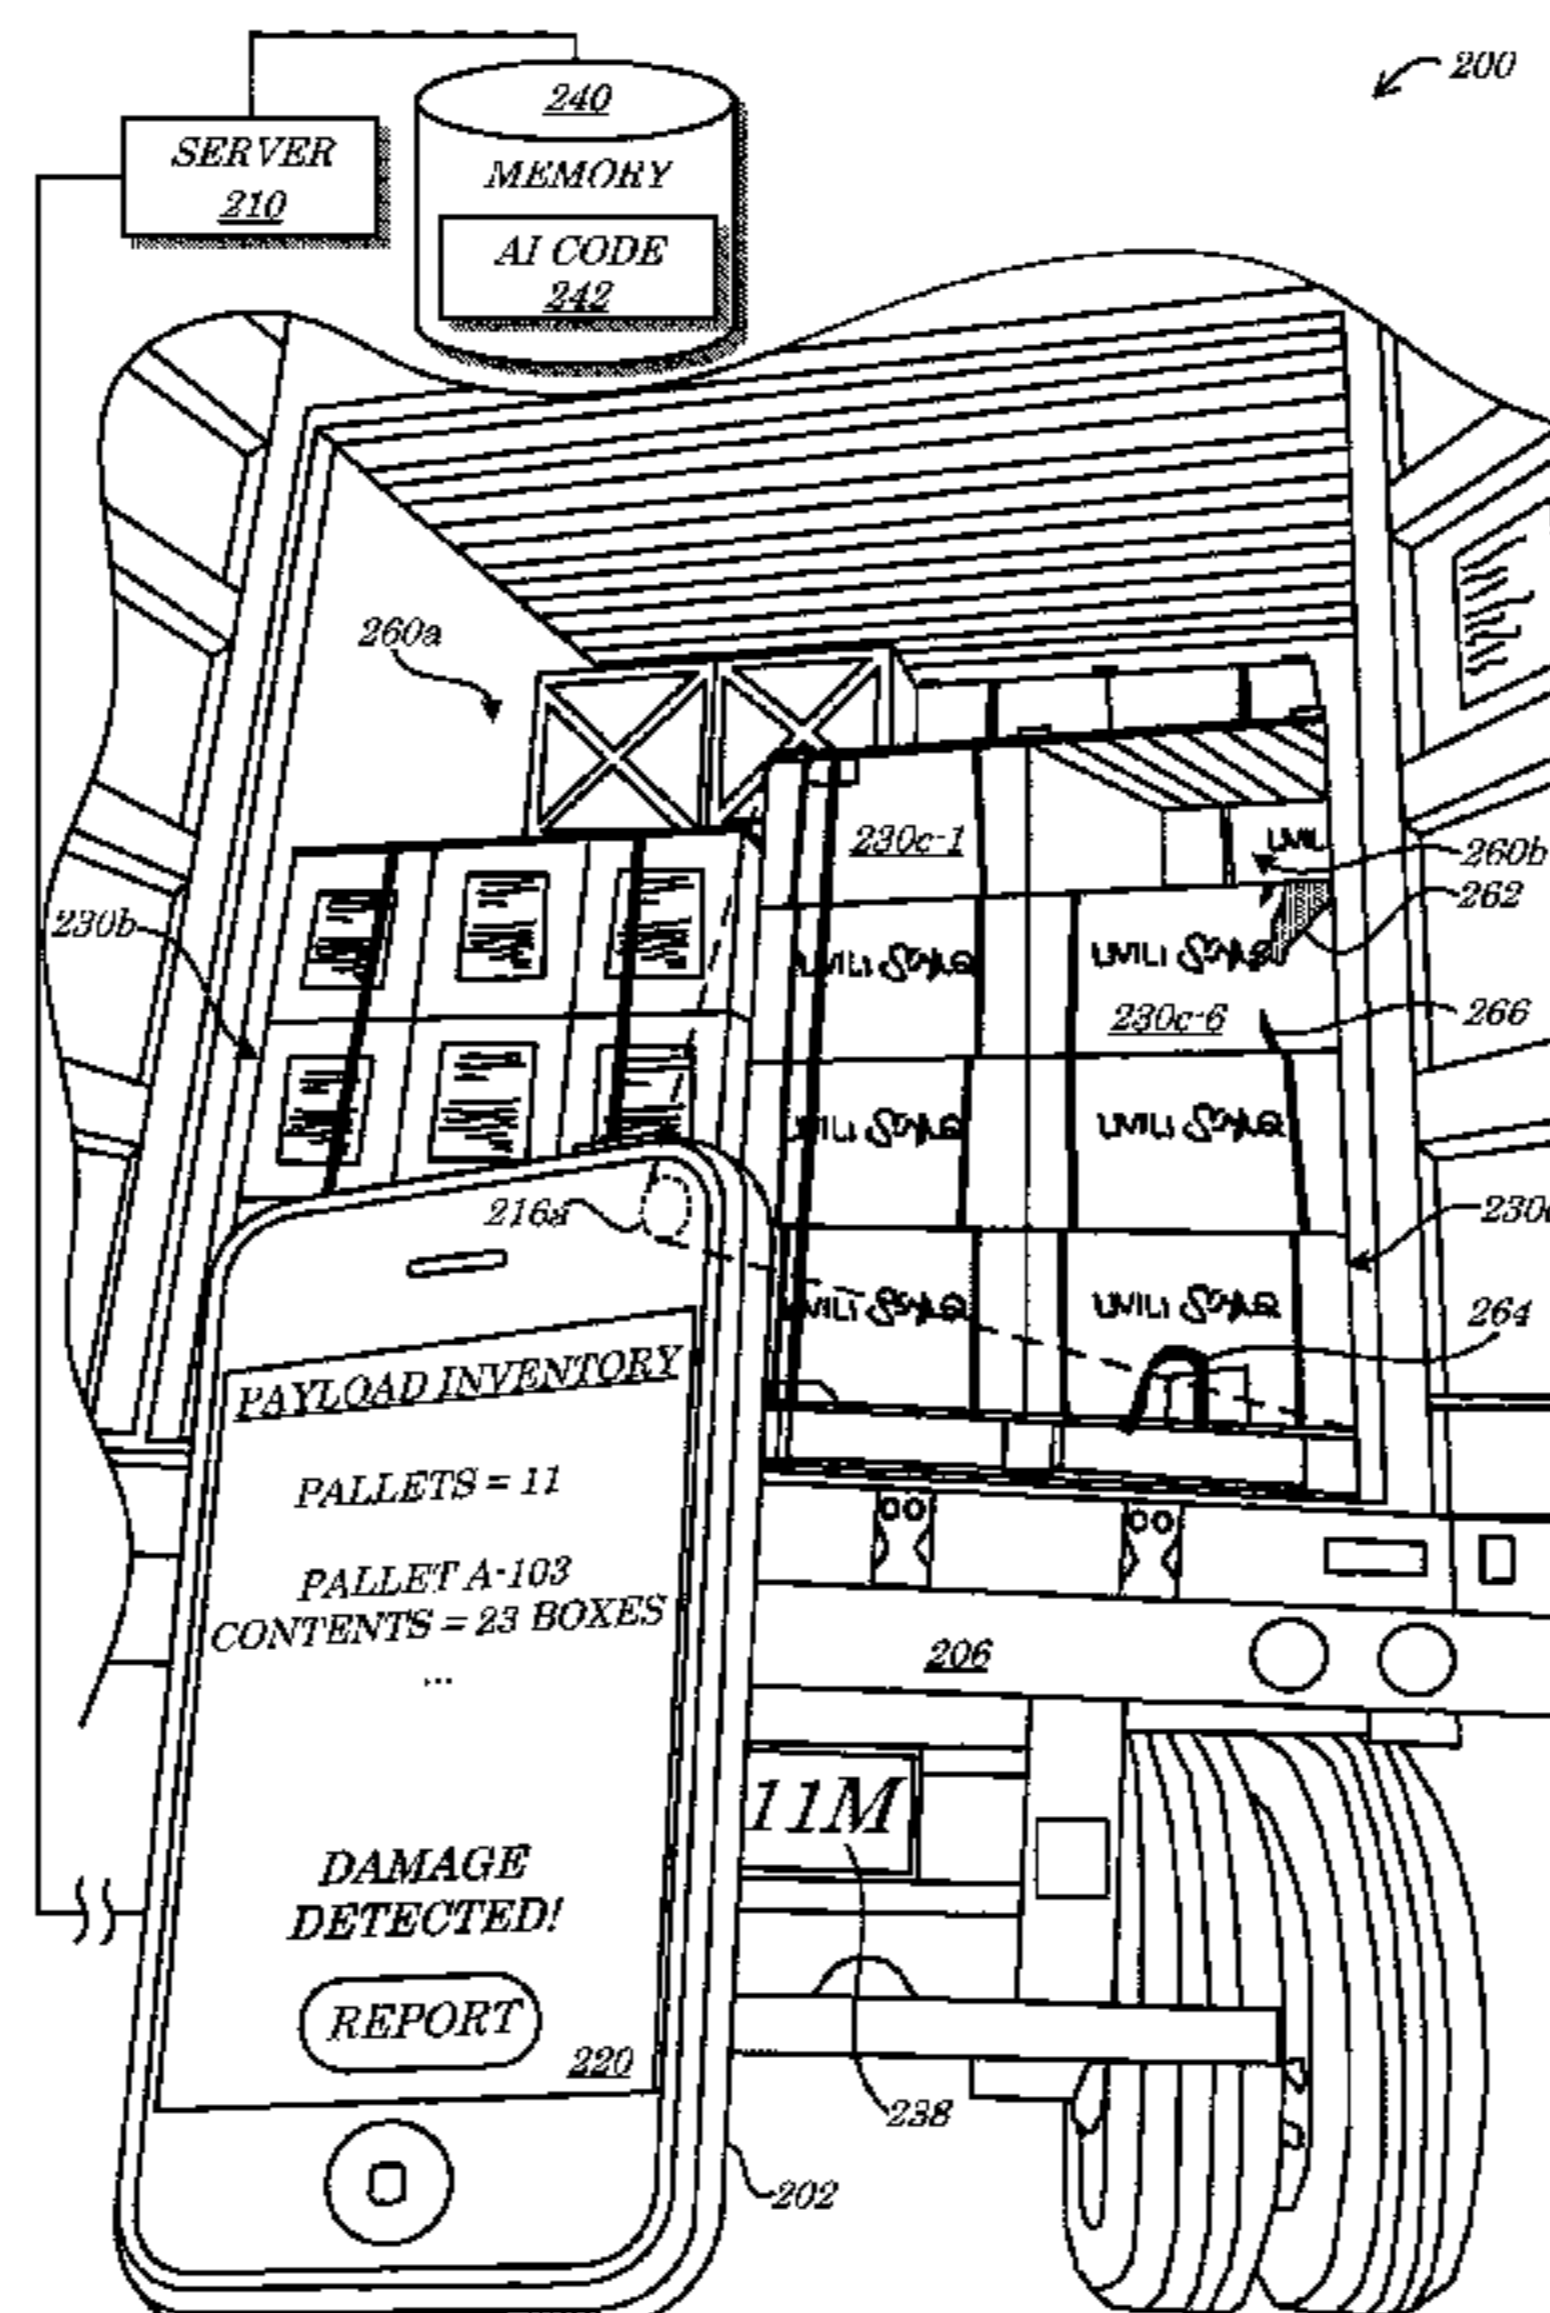 200
240
SERVER
210
MEMORY
AI CODE
242
260a
230c-1
260b
262
230b
230c-6
266
216a
230c
264
PAYLOAD INVENTORY
PALLETS = 11
PALLET A-103
CONTENTS = 23 BOXES
...
206
11M
DAMAGE
DETECTED!
REPORT
220
238
202